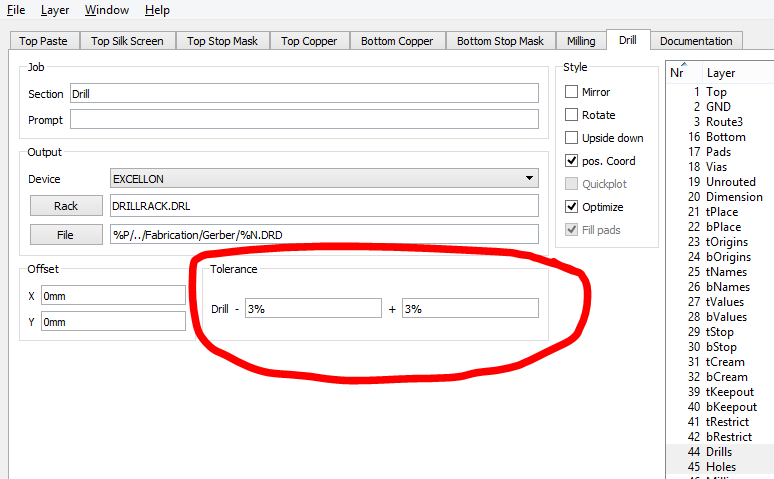 File Layer Window Help
Top Paste Top Silk Screen Top Stop Mask Top Copper Bottom Copper Bottom Stop Mask Milling Drill Documentation
Job
Section Drill
Prompt
Output
Device EXCELLON
Rack DRILLRACK.DRL
File %P/../Fabrication/Gerber/%N.DRD
Offset
X 0mm
Y 0mm
Tolerance
Drill - 3% + 3%
Style
Mirror
Rotate
Upside down
pos. Coord
Quickplot
Optimize
Fill pads
Nr Layer
1 Top
2 GND
3 Route3
16 Bottom
17 Pads
18 Vias
19 Unrouted
20 Dimension
21 tPlace
22 bPlace
23 tOrigins
24 bOrigins
25 tNames
26 bNames
27 tValues
28 bValues
29 tStop
30 bStop
31 tCream
32 bCream
39 tKeepout
40 bKeepout
41 tRestrict
42 bRestrict
44 Drills
45 Holes